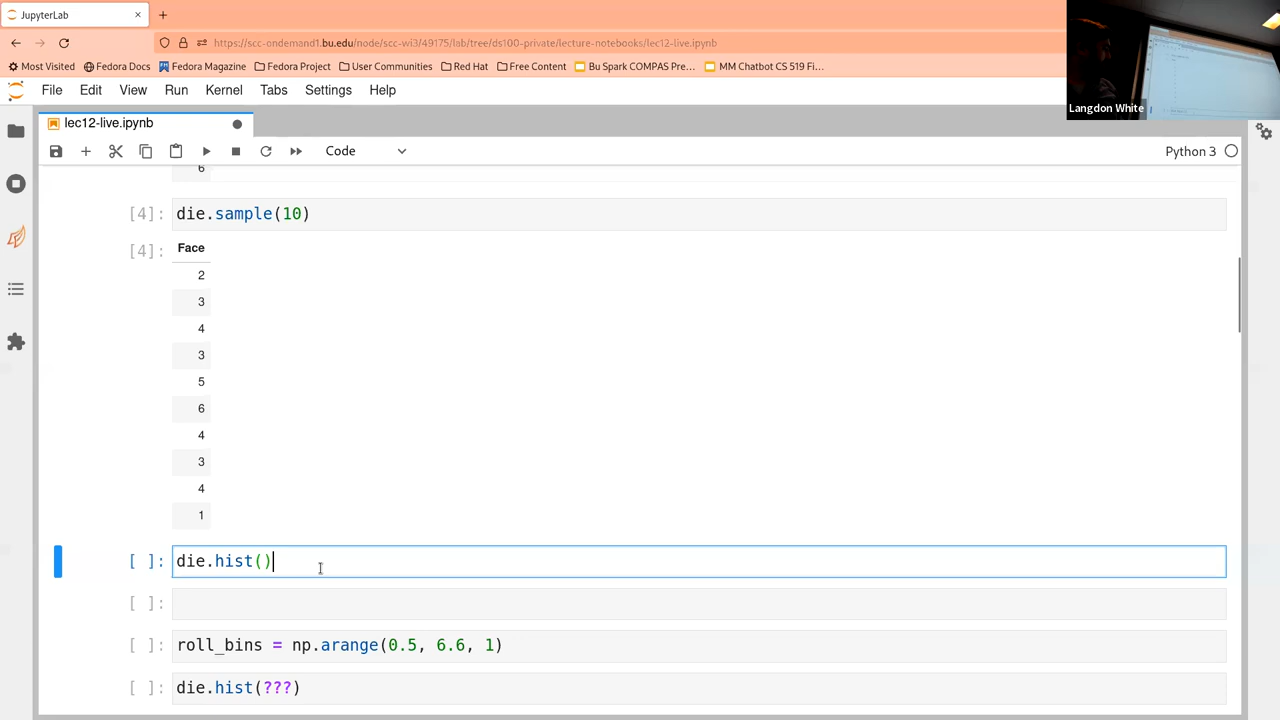 JupyterLab
https://scc-ondemand1.bu.edu/node/scc-wi3/49175/lab/tree/ds100-private/lecture-notebooks/lec12-live.ipynb
Most Visited Fedora Docs Fedora Magazine Fedora Project User Communities Red Hat Free Content Bu Spark COMPAS Pre… MM Chatbot CS 519 Fi…
Langdon White
File Edit View Run Kernel Tabs Settings Help
lec12-live.ipynb
Code Python 3
6
[4]: die.sample(10)
[4]: Face
2
3
4
3
5
6
4
3
4
1
[ ]: die.hist()
[ ]:
[ ]: roll_bins = np.arange(0.5, 6.6, 1)
[ ]: die.hist(???)